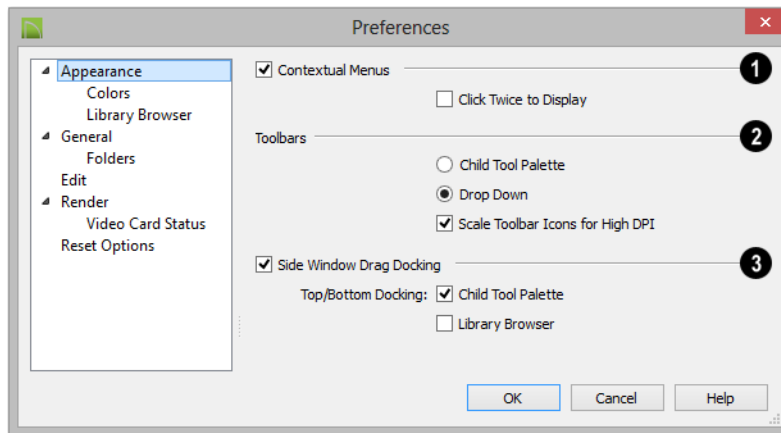 Preferences
Appearance
Colors
Library Browser
General
Folders
Edit
Render
Video Card Status
Reset Options
Contextual Menus 1
Click Twice to Display
Toolbars 2
Child Tool Palette
Drop Down
Scale Toolbar Icons for High DPI
Side Window Drag Docking 3
Top/Bottom Docking: Child Tool Palette
Library Browser
OK Cancel Help